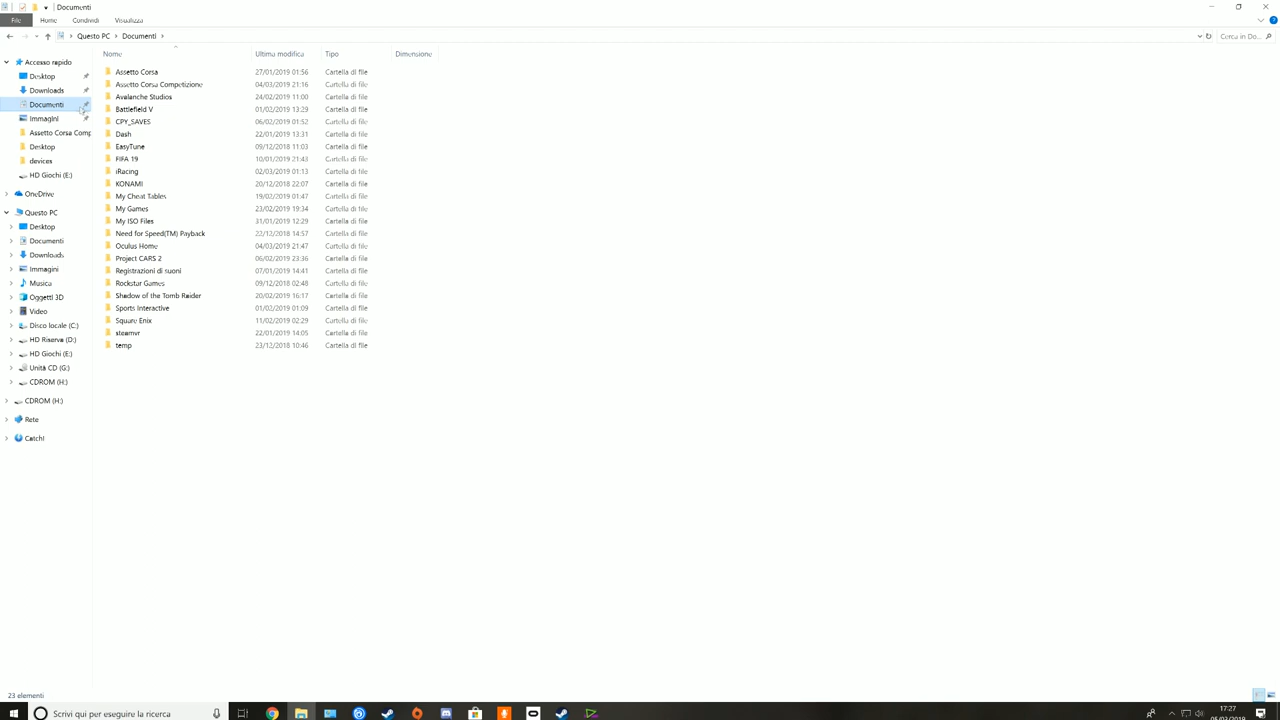 Documenti
File Home Condividi Visualizza
Questo PC Documenti Cerca in Do...
Nome Ultima modifica Tipo Dimensione
Accesso rapido
Desktop
Downloads
Documenti
Immagini
Assetto Corsa Comp
Desktop
devices
HD Giochi (E:)
OneDrive
Questo PC
Desktop
Documenti
Downloads
Immagini
Musica
Oggetti 3D
Video
Disco locale (C:)
HD Riserva (D:)
HD Giochi (E:)
Unità CD (G:)
CDROM (H:)
CDROM (H:)
Rete
Catch!
Assetto Corsa 27/01/2019 01:56 Cartella di file
Assetto Corsa Competizione 04/03/2019 21:16 Cartella di file
Avalanche Studios 24/02/2019 11:00 Cartella di file
Battlefield V 01/02/2019 13:29 Cartella di file
CPY_SAVES 06/02/2019 01:52 Cartella di file
Dash 22/01/2019 13:31 Cartella di file
EasyTune 09/12/2018 11:03 Cartella di file
FIFA 19 10/01/2019 21:43 Cartella di file
iRacing 02/03/2019 01:13 Cartella di file
KONAMI 20/12/2018 22:07 Cartella di file
My Cheat Tables 19/02/2019 01:47 Cartella di file
My Games 23/02/2019 19:34 Cartella di file
My ISO Files 31/01/2019 12:29 Cartella di file
Need for Speed(TM) Payback 22/12/2018 14:57 Cartella di file
Oculus Home 04/03/2019 21:47 Cartella di file
Project CARS 2 06/02/2019 23:36 Cartella di file
Registrazioni di suoni 07/01/2019 14:41 Cartella di file
Rockstar Games 09/12/2018 02:48 Cartella di file
Shadow of the Tomb Raider 20/02/2019 16:17 Cartella di file
Sports Interactive 01/02/2019 01:09 Cartella di file
Square Enix 11/02/2019 02:29 Cartella di file
steamvr 22/01/2019 14:05 Cartella di file
temp 23/12/2018 10:46 Cartella di file
23 elementi
Scrivi qui per eseguire la ricerca
17:27
05/03/2019